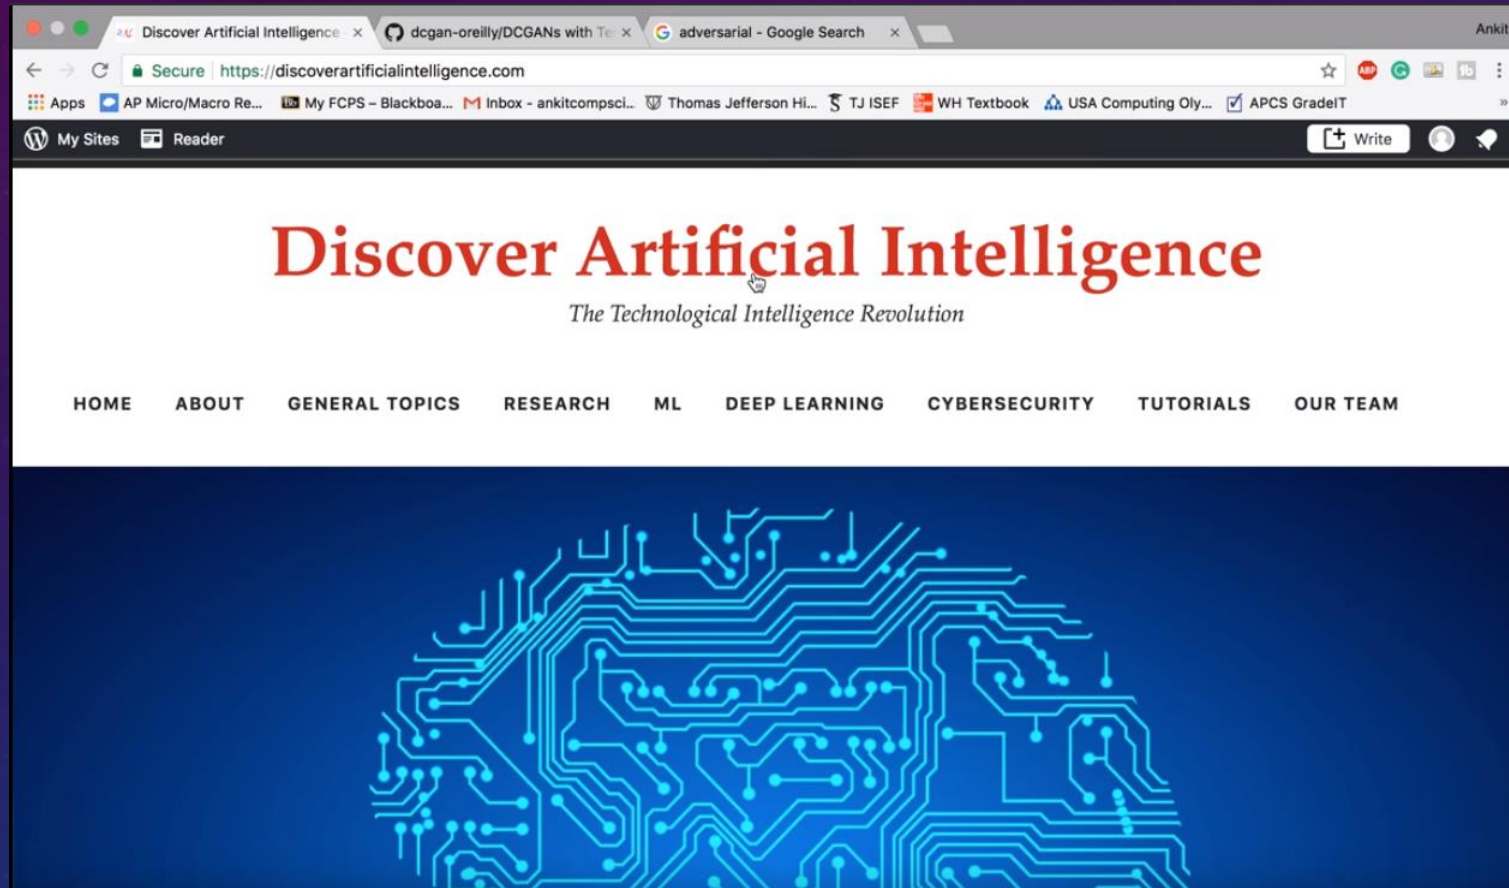 Discover Artificial Intelligence
dcgan-oreilly/DCGANs with Te
adversarial - Google Search
Ankit
Secure https://discoverartificialintelligence.com
Apps AP Micro/Macro Re... My FCPS – Blackboa... Inbox - ankitcompsci... Thomas Jefferson Hi... TJ ISEF WH Textbook USA Computing Oly... APCS GradeIT
My Sites Reader Write
Discover Artificial Intelligence
The Technological Intelligence Revolution
HOME ABOUT GENERAL TOPICS RESEARCH ML DEEP LEARNING CYBERSECURITY TUTORIALS OUR TEAM